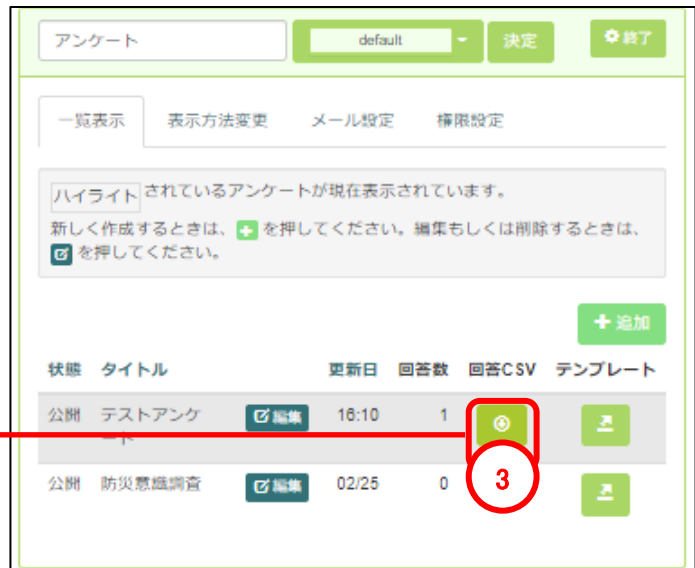 アンケート default 決定 終了
一覧表示 表示方法変更 メール設定 権限設定
ハイライト されているアンケートが現在表示されています。
新しく作成するときは、+ を押してください。編集もしくは削除するときは、
を押してください。
+ 追加
状態 タイトル 更新日 回答数 回答CSV テンプレート
公開 テストアンケ 編集 16:10 1
ート
公開 防災意識調査 編集 02/25 0
3